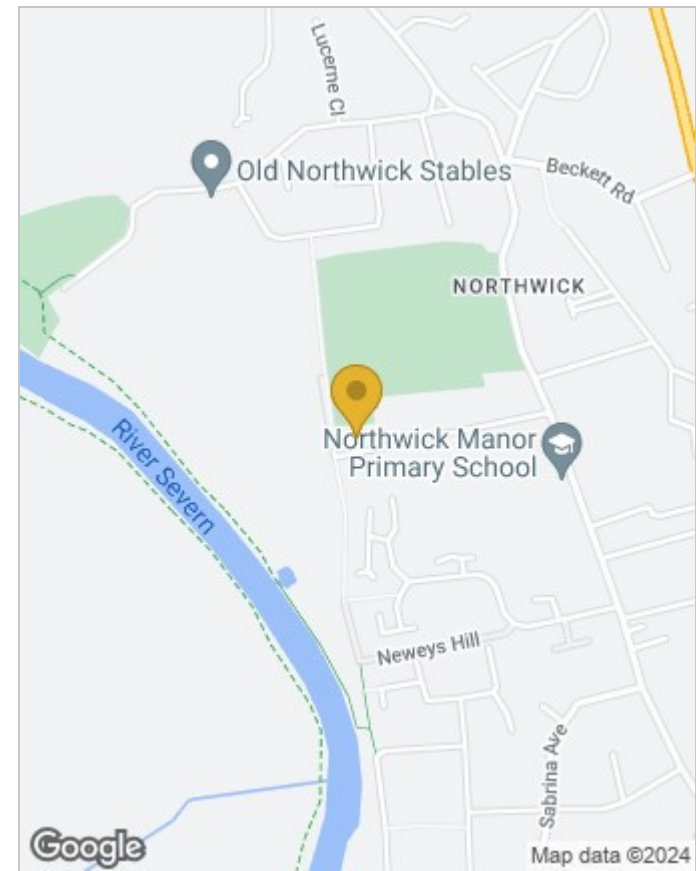 Lucerne Cl
Old Northwick Stables
Beckett Rd
NORTHWICK
River Severn
Northwick Manor
Primary School
Neweys Hill
Sabrina Ave
Google
Map data ©2024